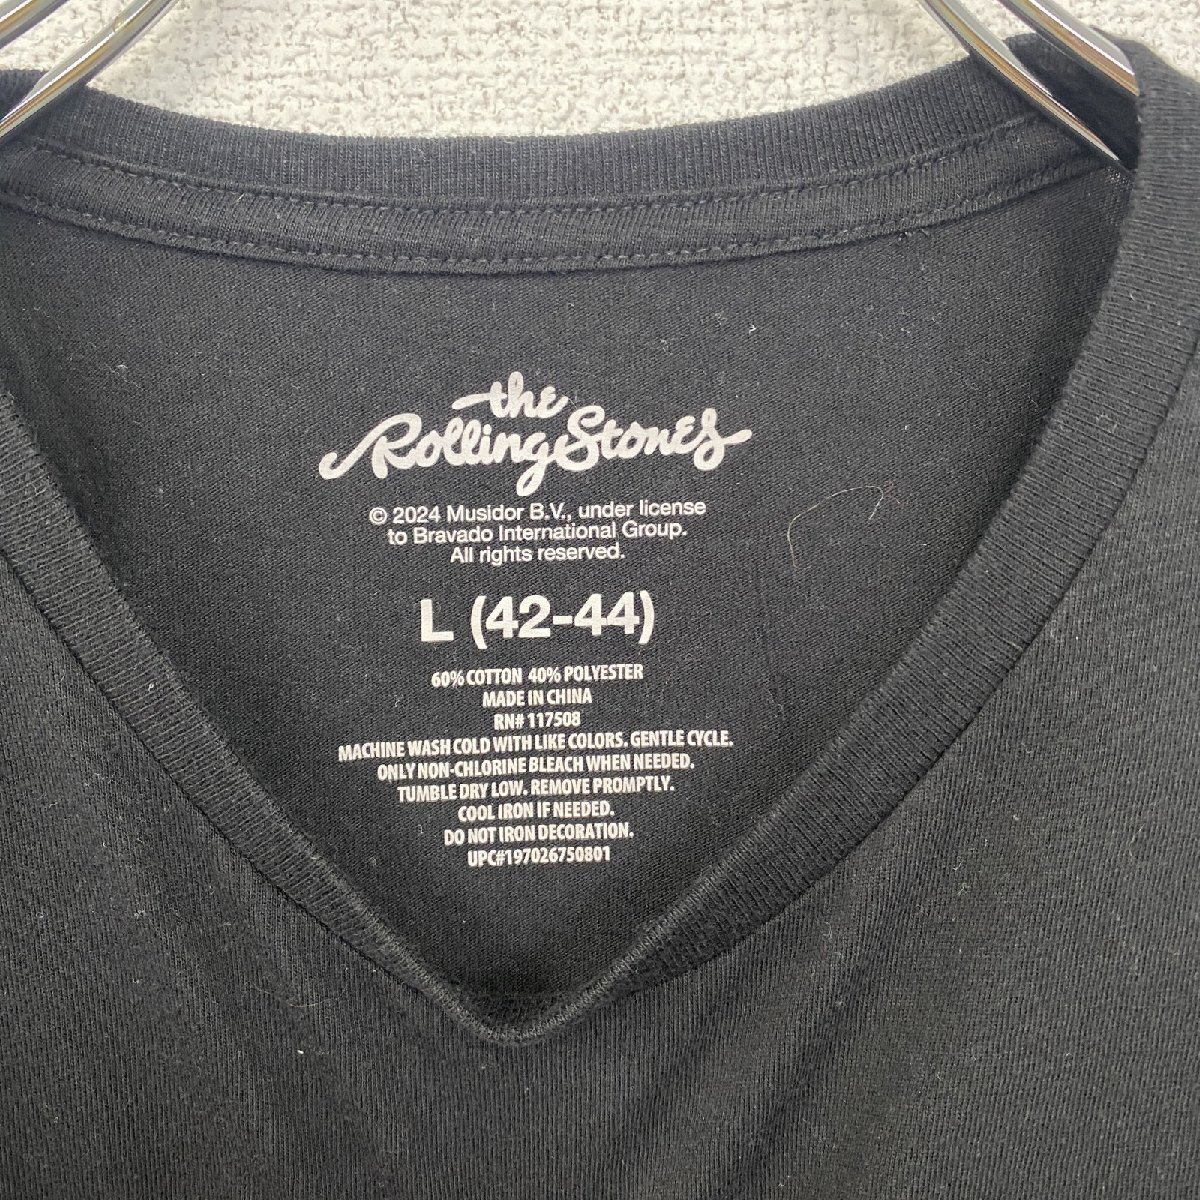 the
Rolling Stones
© 2024 Musidor B.V., under license
to Bravado International Group.
All rights reserved.
L (42-44)
60% COTTON 40% POLYESTER
MADE IN CHINA
RN# 117508
MACHINE WASH COLD WITH LIKE COLORS. GENTLE CYCLE.
ONLY NON-CHLORINE BLEACH WHEN NEEDED.
TUMBLE DRY LOW. REMOVE PROMPTLY.
COOL IRON IF NEEDED.
DO NOT IRON DECORATION.
UPC#197026750801